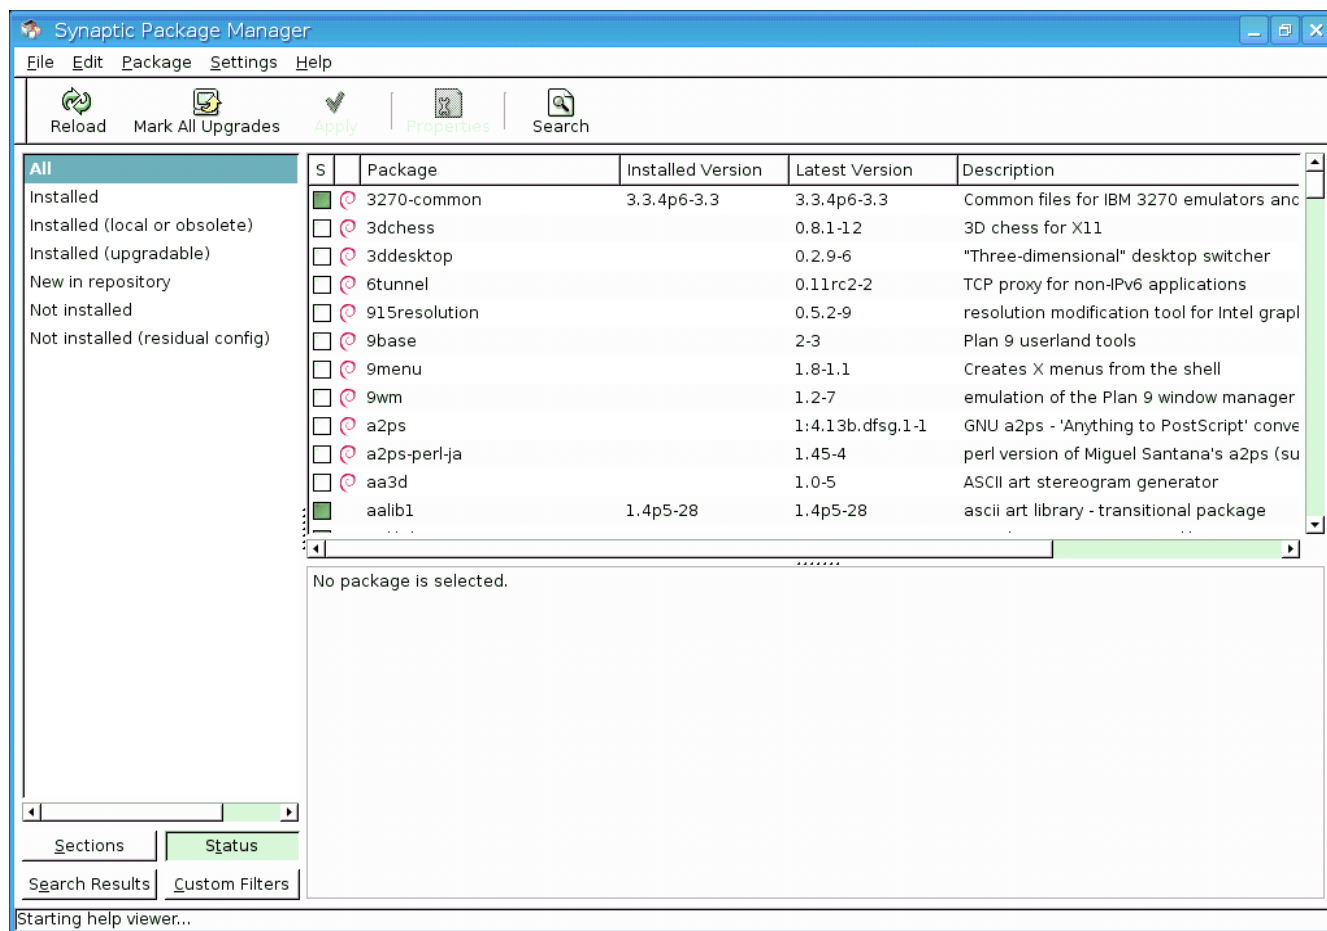 Synaptic Package Manager
File Edit Package Settings Help
Reload Mark All Upgrades Apply Properties Search
All
Installed
Installed (local or obsolete)
Installed (upgradable)
New in repository
Not installed
Not installed (residual config)
S Package Installed Version Latest Version Description
3270-common 3.3.4p6-3.3 3.3.4p6-3.3 Common files for IBM 3270 emulators and
3dchess 0.8.1-12 3D chess for X11
3ddesktop 0.2.9-6 "Three-dimensional" desktop switcher
6tunnel 0.11rc2-2 TCP proxy for non-IPv6 applications
915resolution 0.5.2-9 resolution modification tool for Intel grapl
9base 2-3 Plan 9 userland tools
9menu 1.8-1.1 Creates X menus from the shell
9wm 1.2-7 emulation of the Plan 9 window manager
a2ps 1:4.13b.dfsg.1-1 GNU a2ps - 'Anything to PostScript' conve
a2ps-perl-ja 1.45-4 perl version of Miguel Santana's a2ps (su
aa3d 1.0-5 ASCII art stereogram generator
aalib1 1.4p5-28 1.4p5-28 ascii art library - transitional package
No package is selected.
Sections Status
Search Results Custom Filters
Starting help viewer...